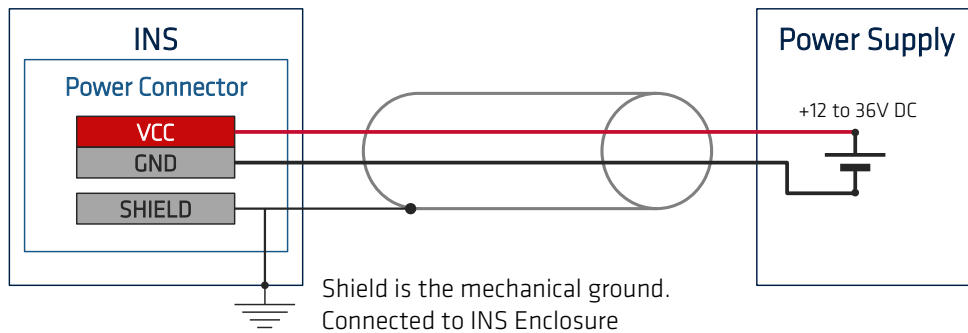 INS
Power Connector
VCC
GND
SHIELD
Power Supply
+12 to 36V DC
Shield is the mechanical ground.
Connected to INS Enclosure